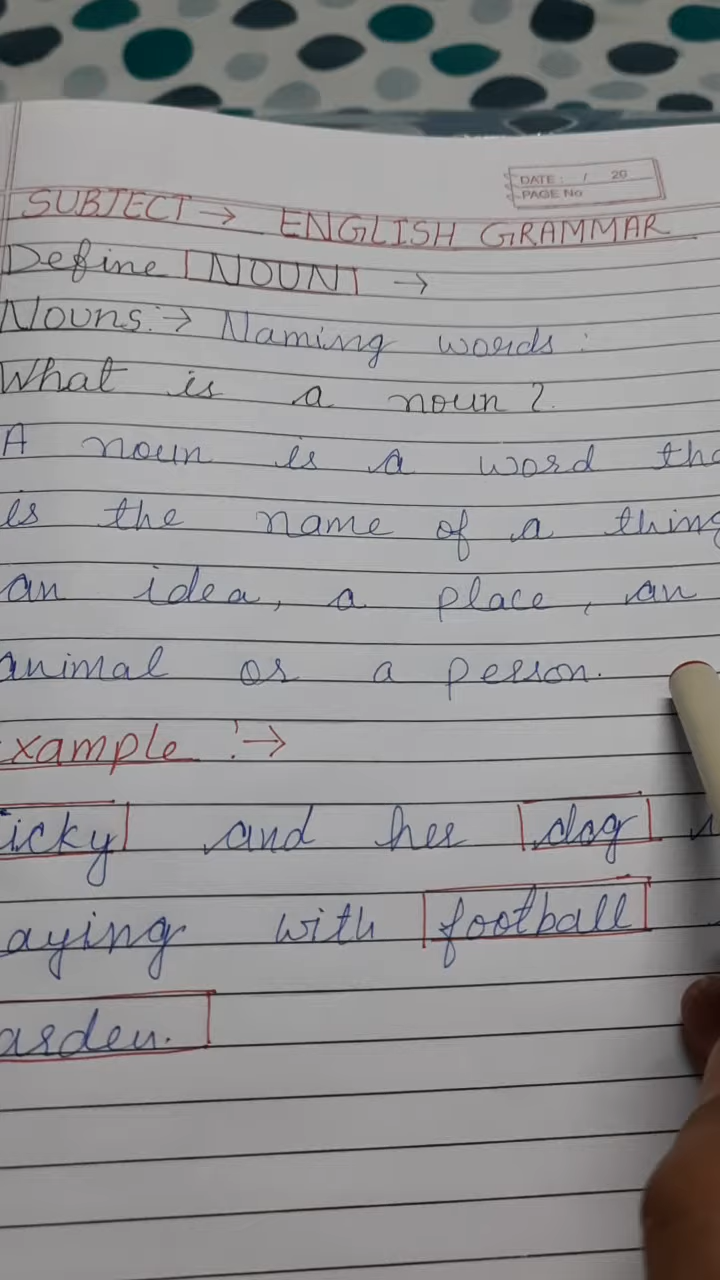 DATE: / 20
PAGE No
SUBJECT → ENGLISH GRAMMAR
Define NOUN →
Nouns:→ Naming words:
What is a noun?
A noun is a word tha
is the name of a thing
an idea, a place, an
animal or a person.
xample :→
icky and her dog
aying with football
arden.